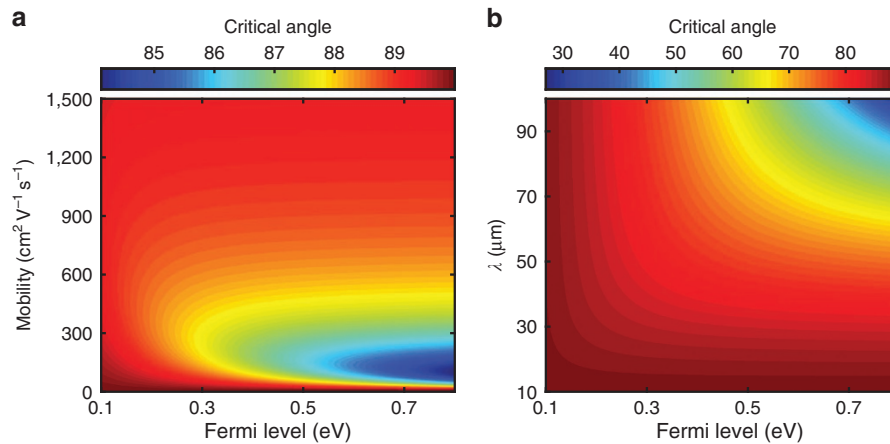 a
Critical angle
85 86 87 88 89
1,500
1,200
900
600
300
0
Mobility (cm² V⁻¹ s⁻¹)
0.1 0.3 0.5 0.7
Fermi level (eV)
b
Critical angle
30 40 50 60 70 80
90
70
50
30
10
λ (μm)
0.1 0.3 0.5 0.7
Fermi level (eV)